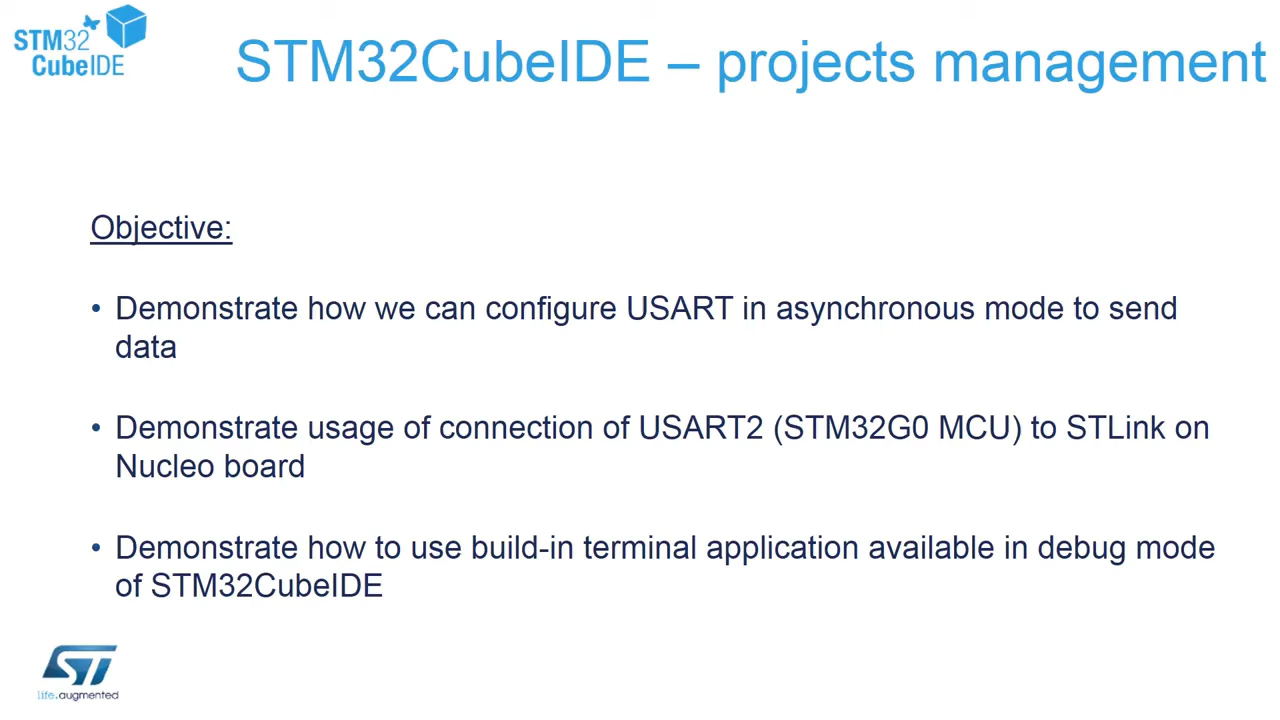 STM32
CubeIDE
STM32CubeIDE – projects management
Objective:
• Demonstrate how we can configure USART in asynchronous mode to send
data
• Demonstrate usage of connection of USART2 (STM32G0 MCU) to STLink on
Nucleo board
• Demonstrate how to use build-in terminal application available in debug mode
of STM32CubeIDE
ST
life.augmented